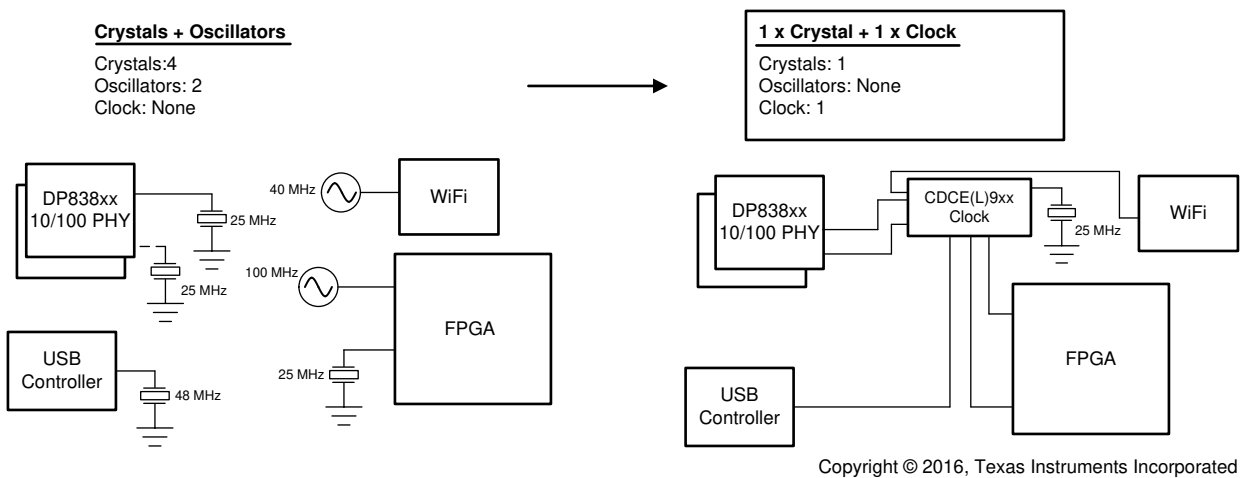 Crystals + Oscillators
Crystals:4
Oscillators: 2
Clock: None
1 x Crystal + 1 x Clock
Crystals: 1
Oscillators: None
Clock: 1
DP838xx
10/100 PHY
25 MHz
25 MHz
USB
Controller
48 MHz
40 MHz
WiFi
100 MHz
FPGA
25 MHz
DP838xx
10/100 PHY
CDCE(L)9xx
Clock
25 MHz
WiFi
FPGA
USB
Controller
Copyright © 2016, Texas Instruments Incorporated